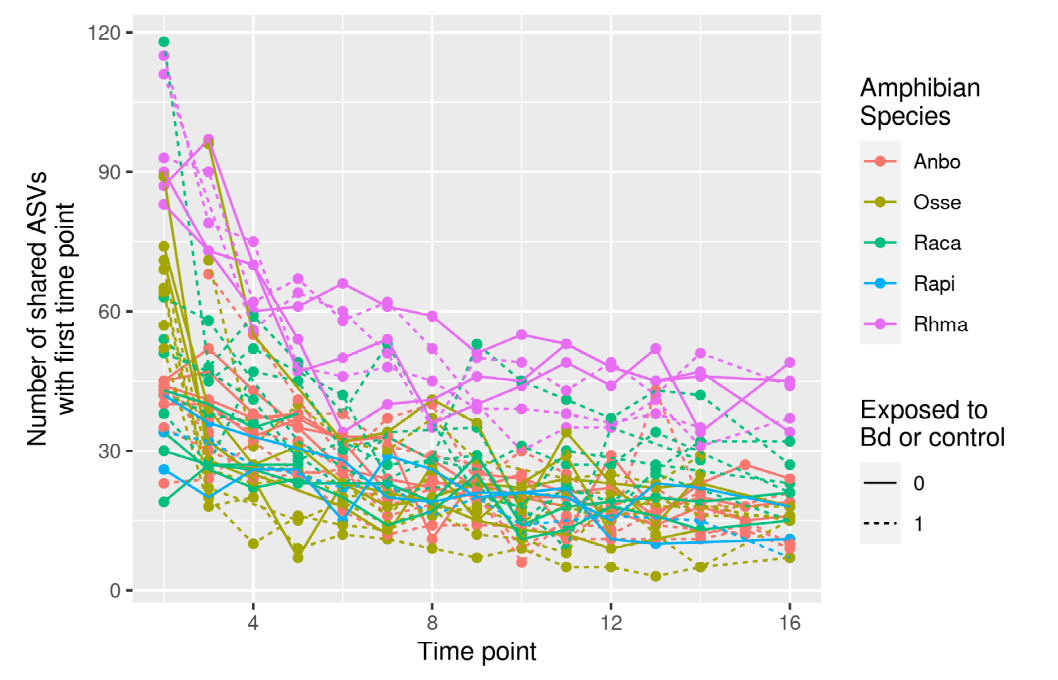 Number of shared ASVs
with first time point
120
90
60
30
0
4
8
12
16
Time point
Amphibian
Species
Anbo
Osse
Raca
Rapi
Rhma
Exposed to
Bd or control
0
1